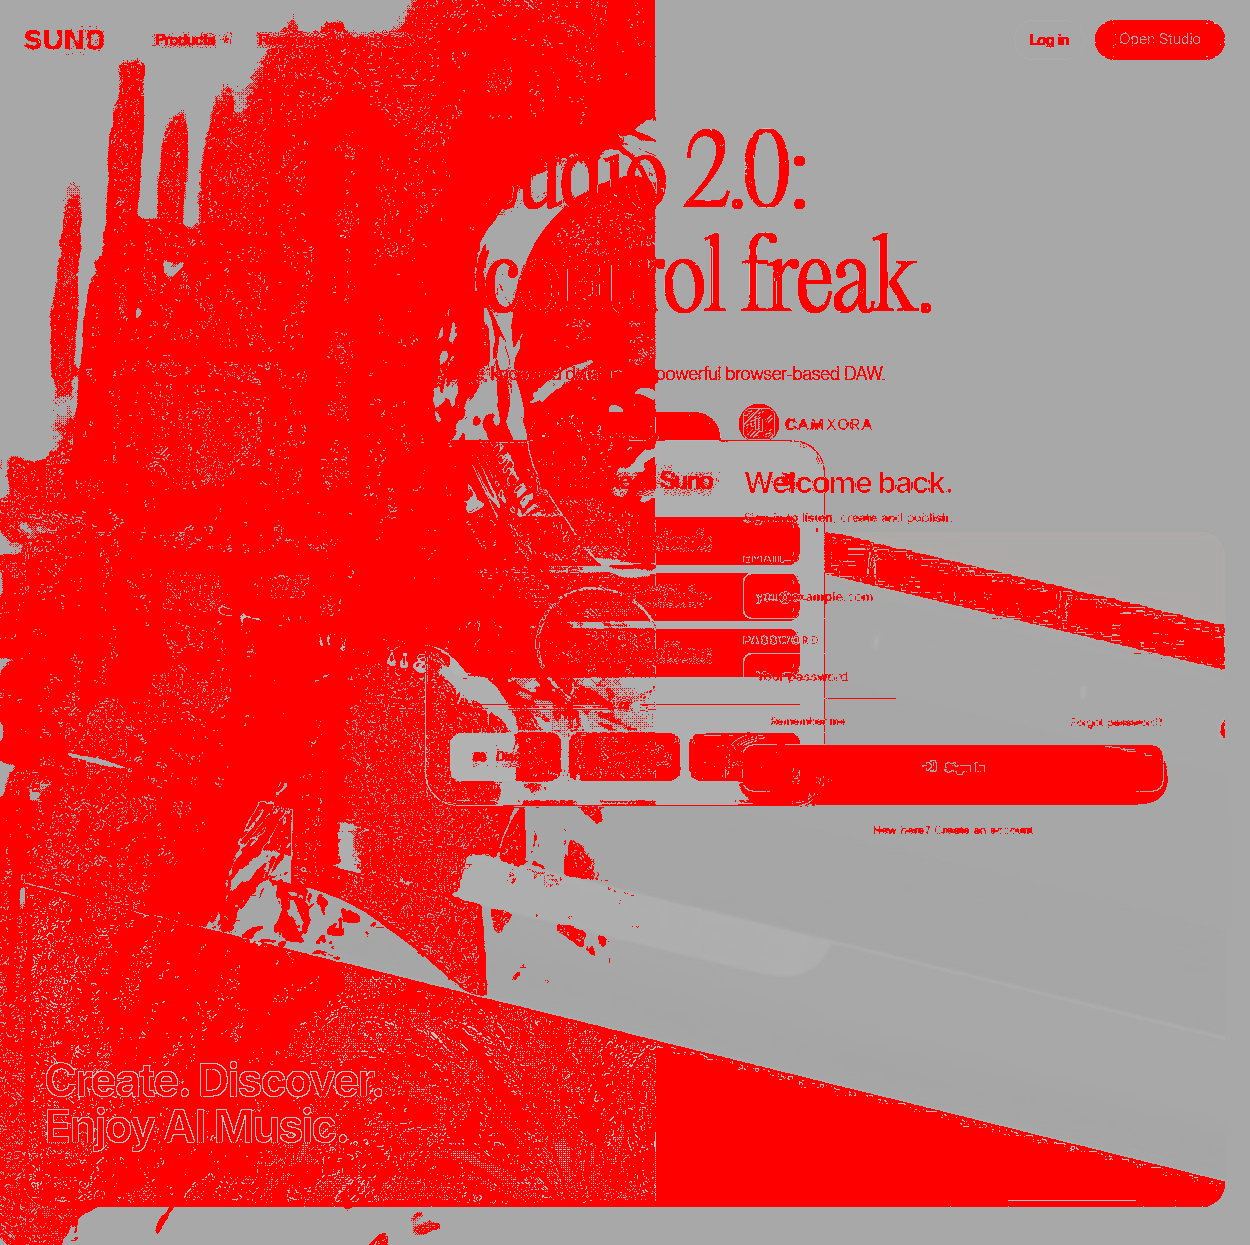 SUNO
Products
Log in
Open Studio
2.0:
control freak.
powerful browser-based DAW.
CAMXORA
Suno
Welcome back.
Sign in to listen, create and publish.
EMAIL
you@example.com
PASSWORD
Your password
Remember me
Forgot password?
Sign In
New here? Create an account
Create. Discover.
Enjoy AI Music.